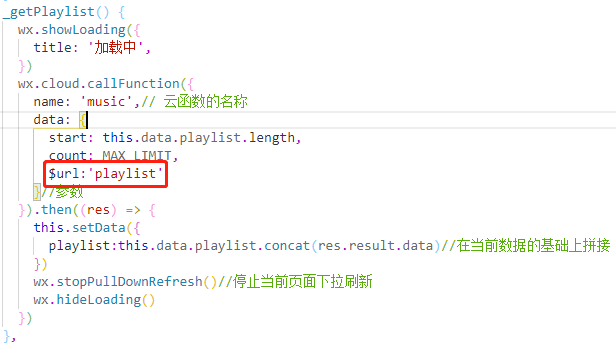 _getPlaylist() {
wx.showLoading({
title: '加载中',
})
wx.cloud.callFunction({
name: 'music',// 云函数的名称
data: {
start: this.data.playlist.length,
count: MAX_LIMIT,
$url:'playlist'
}//参数
}).then((res) => {
this.setData({
playlist:this.data.playlist.concat(res.result.data)//在当前数据的基础上拼接
})
wx.stopPullDownRefresh()//停止当前页面下拉刷新
wx.hideLoading()
})
},